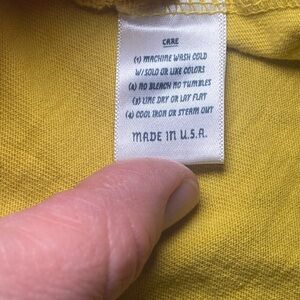 CARE
(1) MACHINE WASH COLD
W/SOLO OR LIKE COLORS
(2) NO BLEACH NO TUMBLES
(3) LINE DRY OR LAY FLAT
(4) COOL IRON OR STEAM OUT
MADE IN U.S.A.